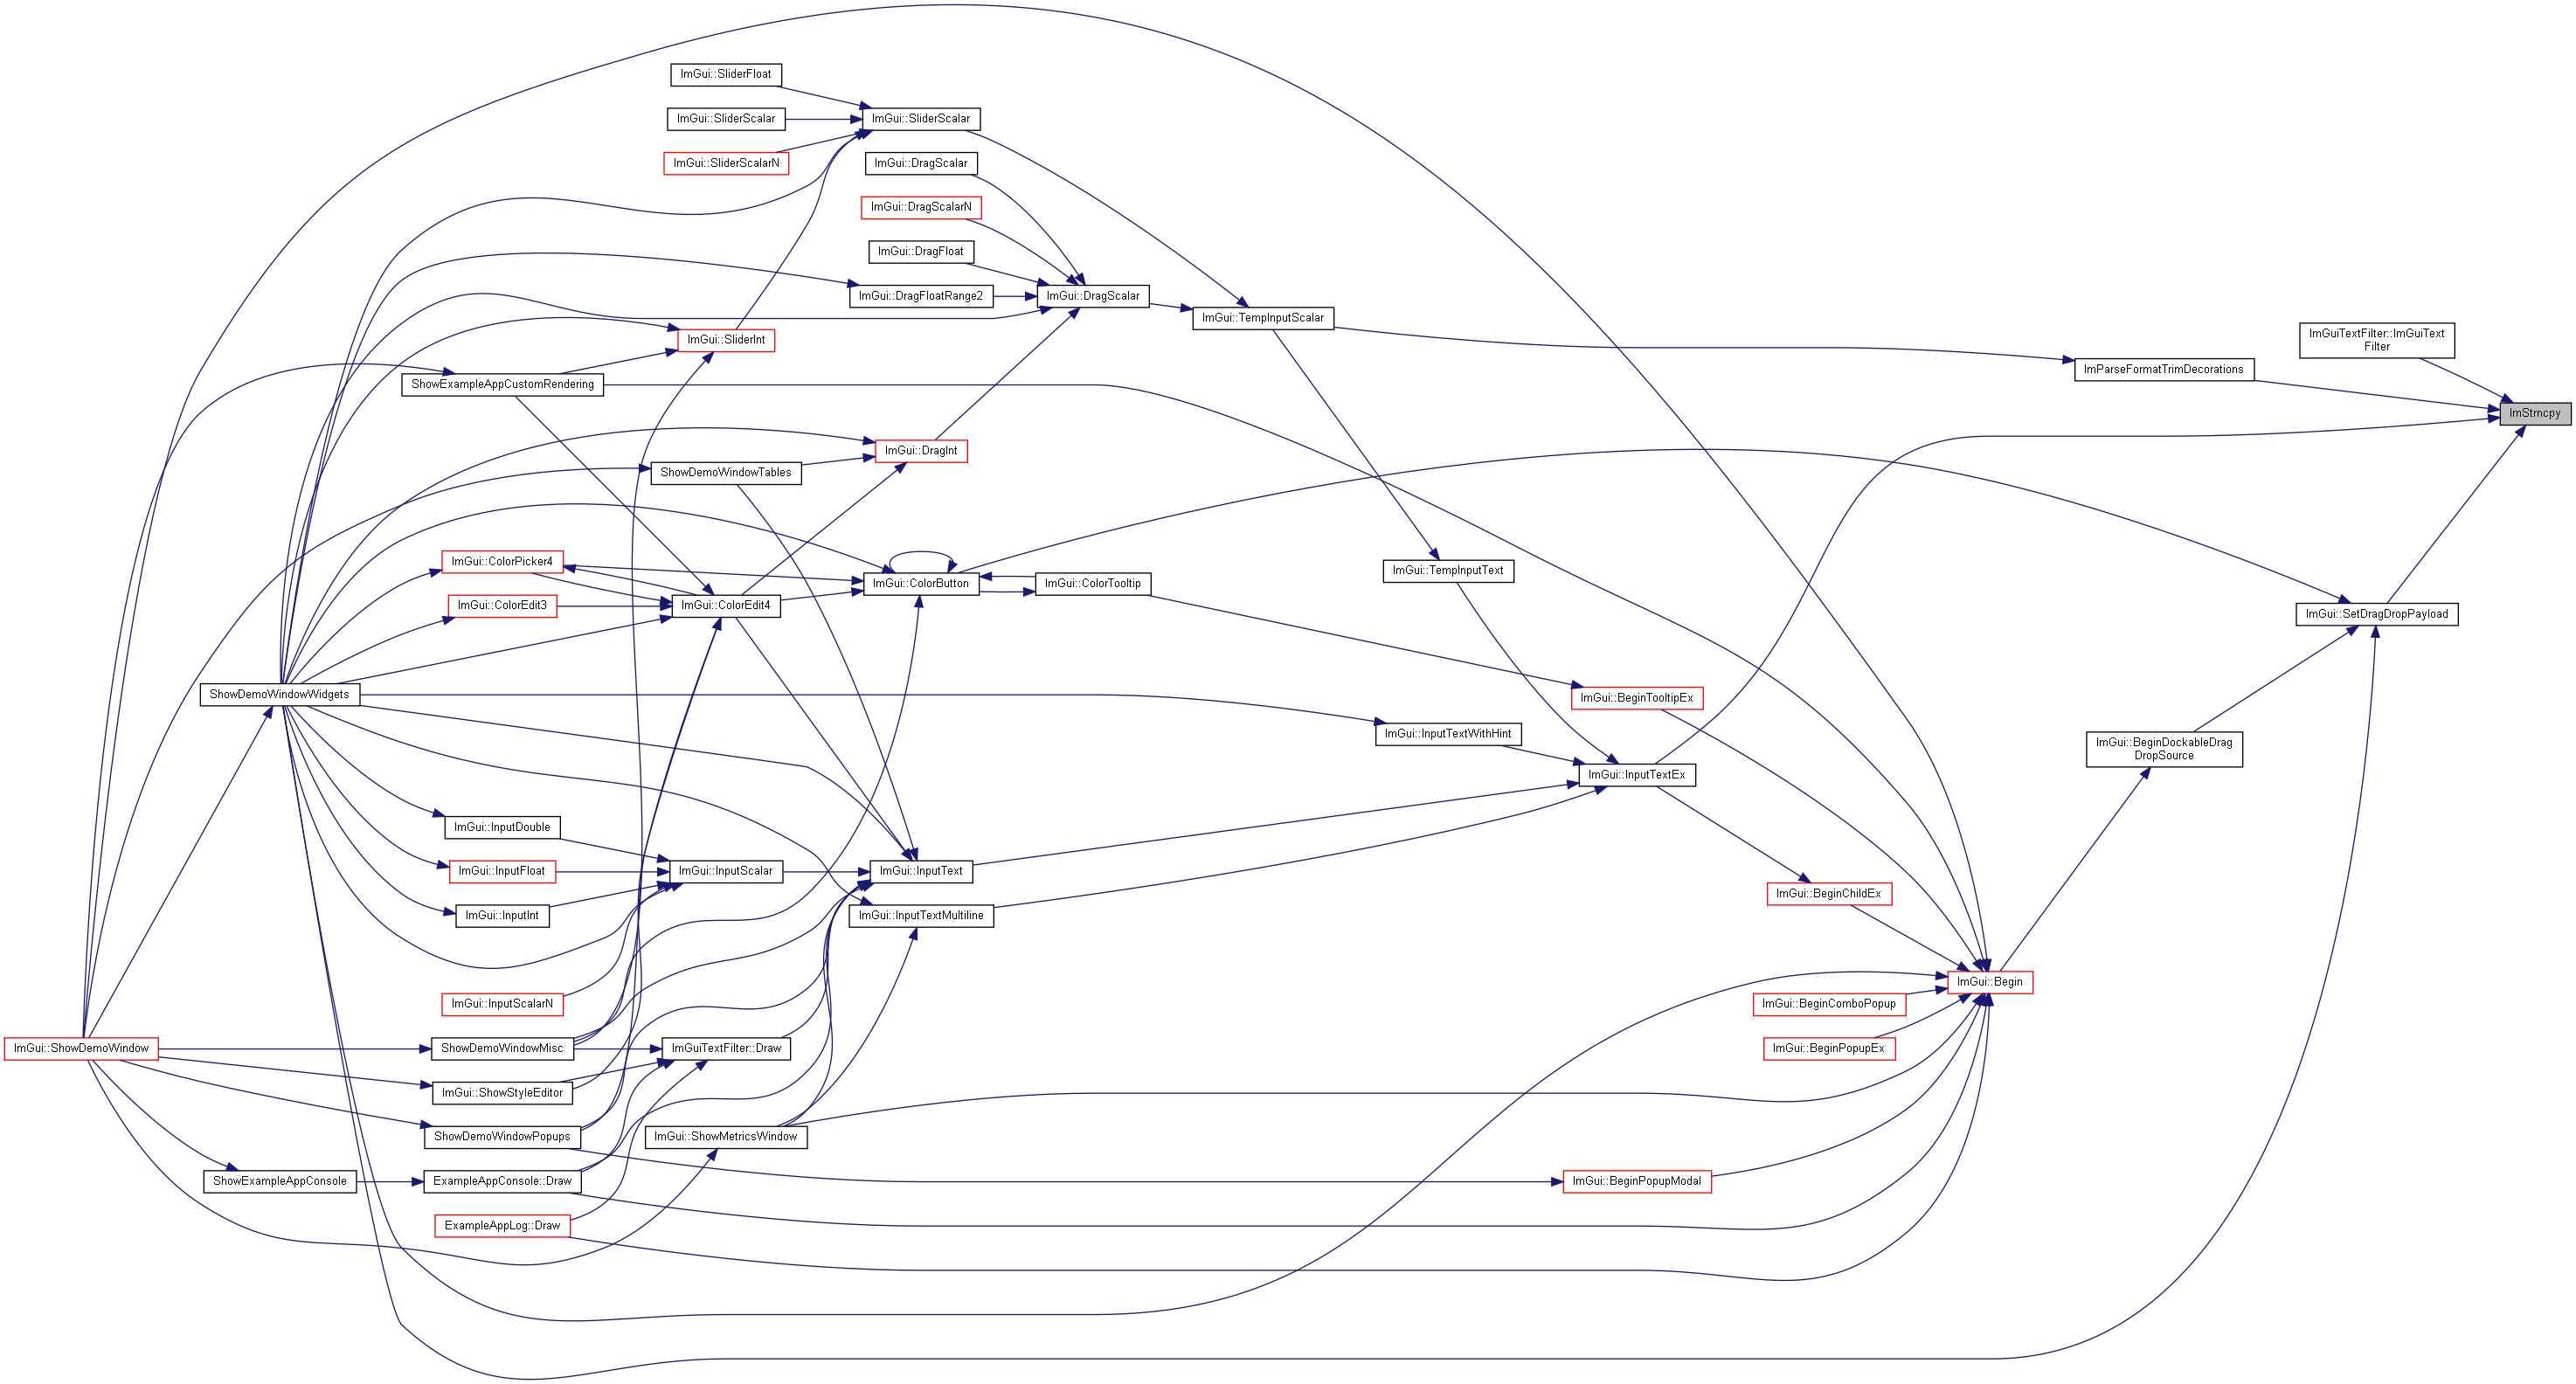 ImGui::SliderFloat
ImGui::SliderScalar
ImGui::SliderScalar
ImGui::SliderScalarN
ImGui::DragScalar
ImGui::DragScalarN
ImGui::DragFloat
ImGui::DragFloatRange2
ImGui::DragScalar
ImGui::TempInputScalar
ImGuiTextFilter::ImGuiText
Filter
ImGui::SliderInt
ImParseFormatTrimDecorations
ShowExampleAppCustomRendering
ImStrncpy
ImGui::DragInt
ShowDemoWindowTables
ImGui::ColorPicker4
ImGui::ColorButton
ImGui::ColorTooltip
ImGui::TempInputText
ImGui::ColorEdit3
ImGui::ColorEdit4
ImGui::SetDragDropPayload
ShowDemoWindowWidgets
ImGui::BeginTooltipEx
ImGui::InputTextWithHint
ImGui::BeginDockableDrag
DropSource
ImGui::InputTextEx
ImGui::InputDouble
ImGui::InputFloat
ImGui::InputScalar
ImGui::InputText
ImGui::BeginChildEx
ImGui::InputInt
ImGui::InputTextMultiline
ImGui::Begin
ImGui::InputScalarN
ImGui::BeginComboPopup
ImGui::ShowDemoWindow
ShowDemoWindowMisc
ImGuiTextFilter::Draw
ImGui::BeginPopupEx
ImGui::ShowStyleEditor
ShowDemoWindowPopups
ImGui::ShowMetricsWindow
ShowExampleAppConsole
ExampleAppConsole::Draw
ImGui::BeginPopupModal
ExampleAppLog::Draw